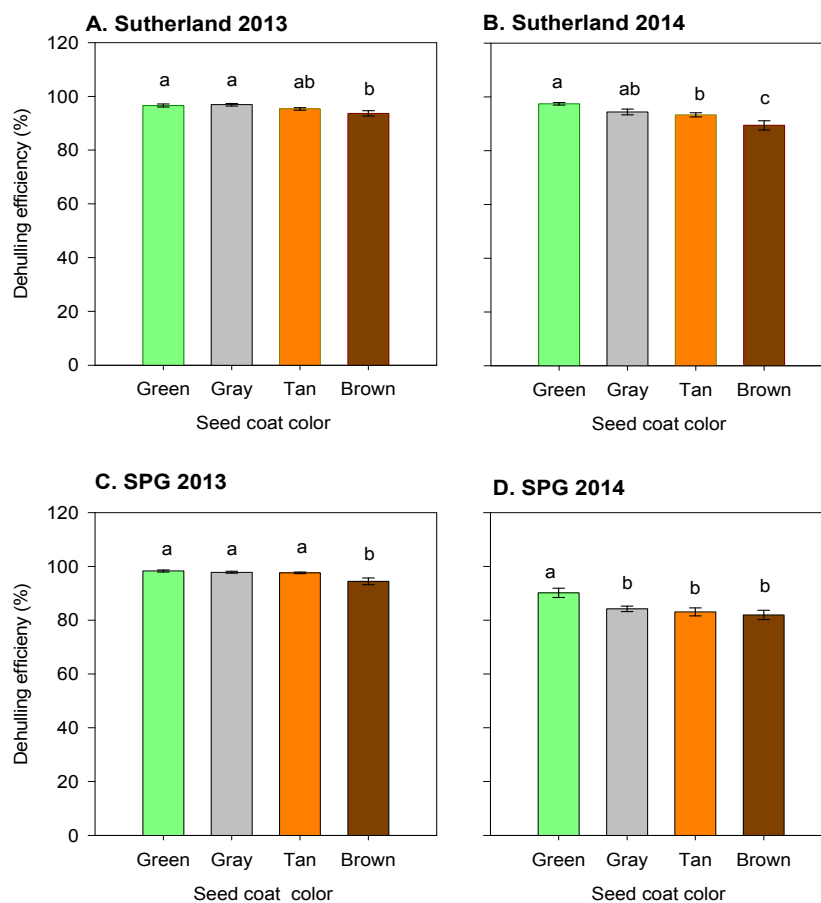 A. Sutherland 2013
B. Sutherland 2014
120
100
80
60
40
20
0
Dehulling efficiency (%)
a a ab b
a ab b c
Green Gray Tan Brown
Green Gray Tan Brown
Seed coat color
Seed coat color
C. SPG 2013
D. SPG 2014
120
100
80
60
40
20
0
Dehulling efficieny (%)
a a a b
a b b b
Green Gray Tan Brown
Green Gray Tan Brown
Seed coat color
Seed coat color